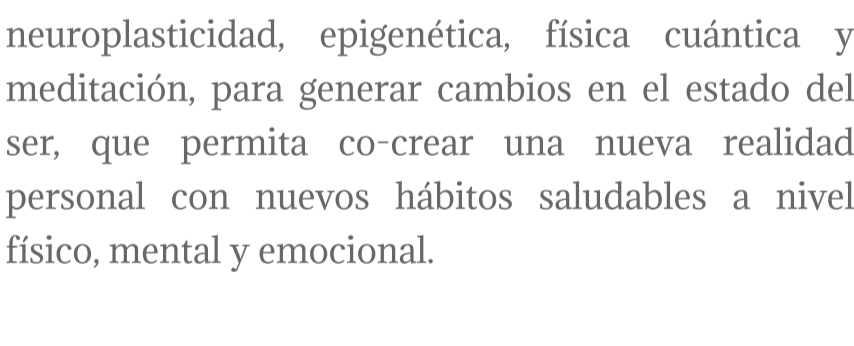 neuroplasticidad, epigenética, física cuántica y
meditación, para generar cambios en el estado del
ser, que permita co-crear una nueva realidad
personal con nuevos hábitos saludables a nivel
físico, mental y emocional.